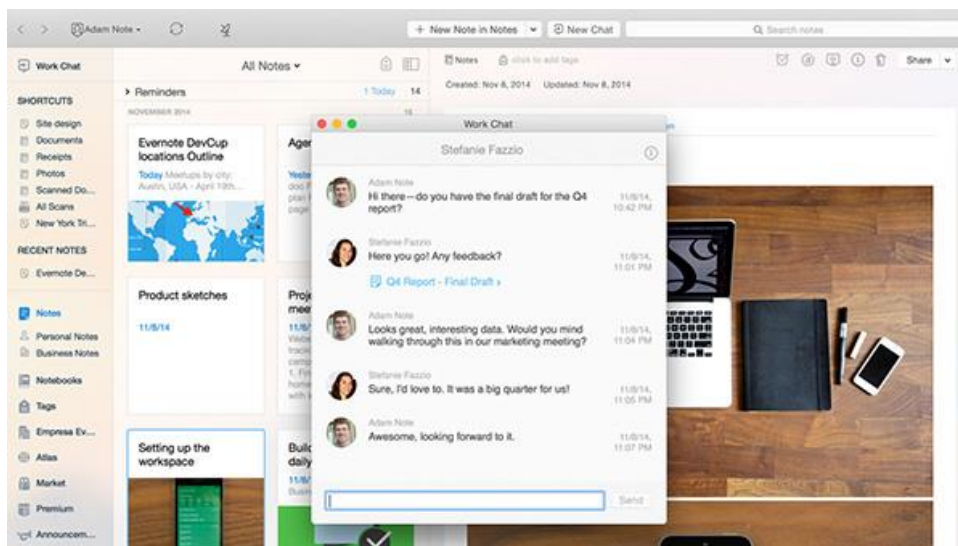 Adam Note
+ New Note in Notes
New Chat
Search notes
Work Chat
SHORTCUTS
Site design
Documents
Receipts
Photos
Scanned Do...
All Scans
New York Tri...
RECENT NOTES
Evernote De...
Notes
Personal Notes
Business Notes
Notebooks
Tags
Empresa Ev...
Atlas
Market
Premium
Announcem...
All Notes
Reminders
1 Today 14
NOVEMBER 2014
Evernote DevCup
locations Outline
Today Meetups by city:
Austin, USA - April 19th...
Product sketches
11/8/14
Setting up the
workspace
Notes click to add tags
Share
Created: Nov 8, 2014 Updated: Nov 8, 2014
Work Chat
Stefanie Fazzio
Adam Note
Hi there—do you have the final draft for the Q4
report?
11/8/14,
10:42 PM
Stefanie Fazzio
Here you go! Any feedback?
11/8/14,
11:01 PM
Q4 Report - Final Draft
Adam Note
Looks great, interesting data. Would you mind
walking through this in our marketing meeting?
11/8/14,
11:04 PM
Stefanie Fazzio
Sure, I'd love to. It was a big quarter for us!
11/8/14,
11:05 PM
Adam Note
Awesome, looking forward to it.
11/8/14,
11:07 PM
Send